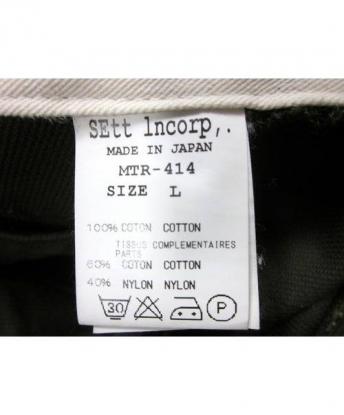 SEtt lncorp,.
MADE IN JAPAN
MTR-414
SIZE L
100% COTON COTTON
TISSUS COMPLEMENTAIRES
PARTS
60% COTON COTTON
40% NYLON NYLON
30 P